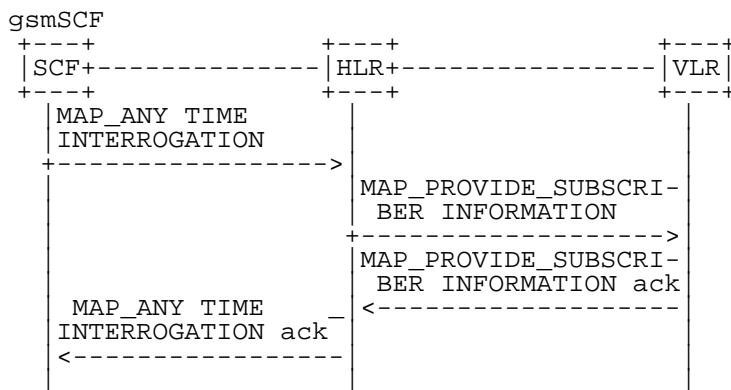 gsmSCF
SCF HLR VLR
MAP_ANY TIME
INTERROGATION
MAP_PROVIDE_SUBSCRI-
BER INFORMATION
MAP_PROVIDE_SUBSCRI-
BER INFORMATION ack
MAP_ANY TIME _
INTERROGATION ack